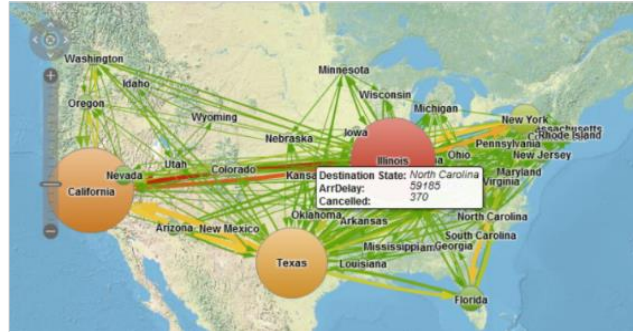 Washington
Minnesota
Idaho
Wisconsin
Oregon
Michigan
New York
Wyoming
assachusetts
Rhode Island
Iowa
Nebraska
Pennsylvania
New Jersey
Ohio
Illinois
Utah
Colorado
Nevada
Kansa
Maryland
Virginia
California
Destination State: North Carolina
ArrDelay: 59185
Cancelled: 370
Oklahoma
Arkansas
North Carolina
Arizona
New Mexico
South Carolina
Mississippi
Georgia
Texas
Louisiana
Florida